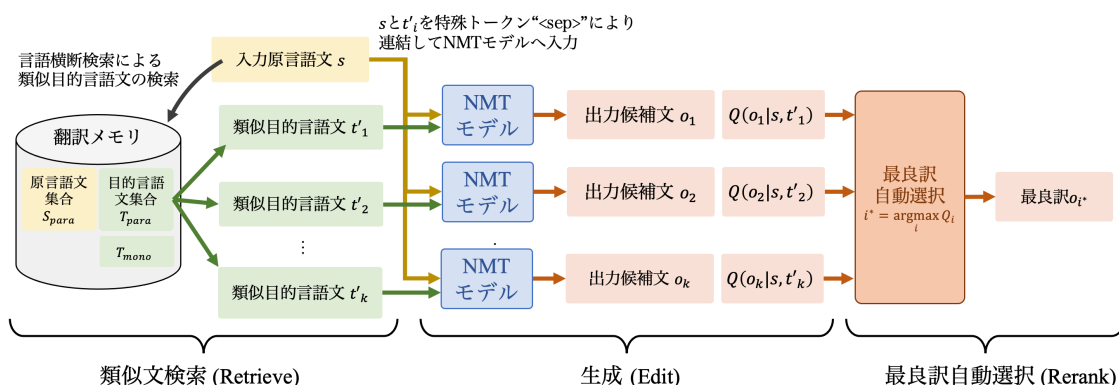 sとt′iを特殊トークン“<sep>”により
連結してNMTモデルへ入力
言語横断検索による
類似目的言語文の検索
入力原言語文 s
翻訳メモリ
原言語文
集合
S_para
目的言語
文集合
T_para
T_mono
類似目的言語文 t′1
類似目的言語文 t′2
⋮
類似目的言語文 t′k
NMT
モデル
NMT
モデル
NMT
モデル
出力候補文 o1
Q(o1|s,t′1)
出力候補文 o2
Q(o2|s,t′2)
出力候補文 ok
Q(ok|s,t′k)
最良訳
自動選択
i* = argmax Qi
i
最良訳oi*
類似文検索 (Retrieve)
生成 (Edit)
最良訳自動選択 (Rerank)